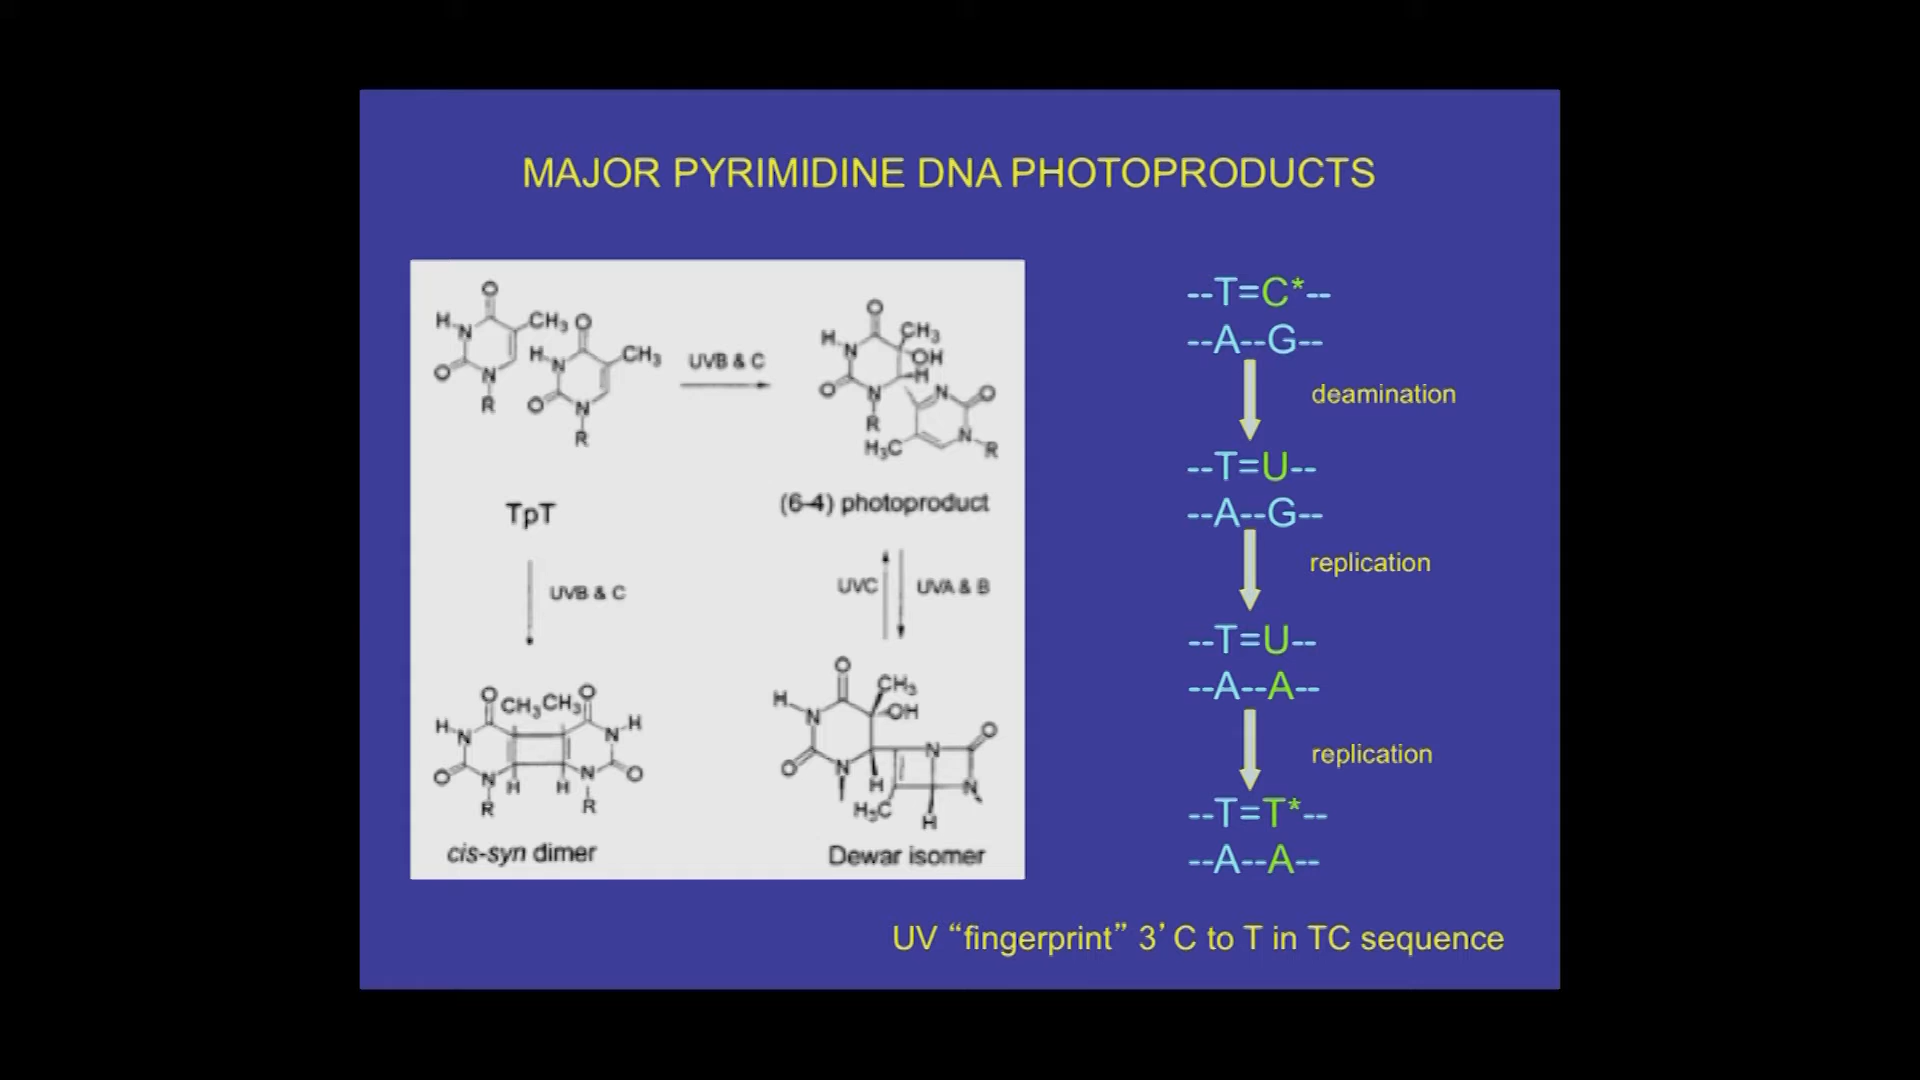 MAJOR PYRIMIDINE DNA PHOTOPRODUCTS
O
H N CH₃ O
H N CH₃
O N
R O N
R
UVB & C
O
H N CH₃
OH
H
O N N O
R
H₃C N R
TpT
(6-4) photoproduct
UVB & C
UVC
UVA & B
O CH₃ CH₃ O
H N N H
O N H H N O
R R
cis-syn dimer
O
H N CH₃
OH
O N H N O
H₃C N
H
Dewar isomer
--T=C*--
--A--G--
deamination
--T=U--
--A--G--
replication
--T=U--
--A--A--
replication
--T=T*--
--A--A--
UV “fingerprint” 3’ C to T in TC sequence